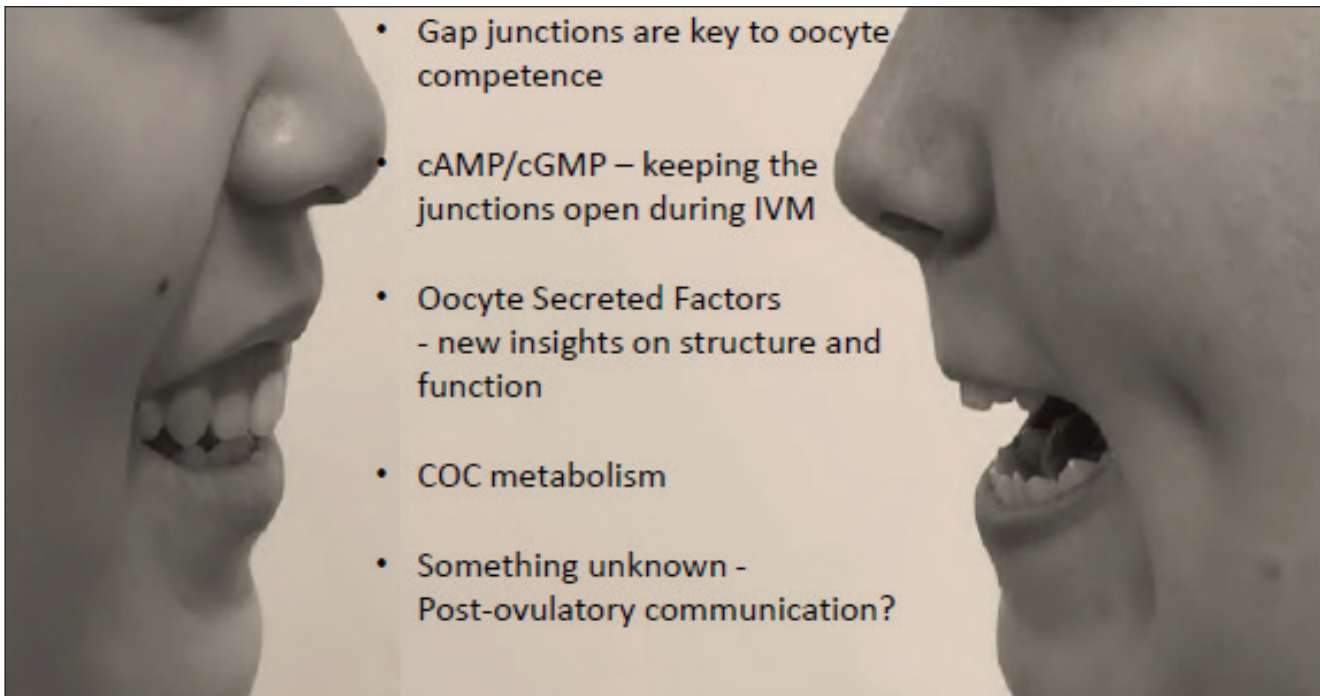 • Gap junctions are key to oocyte
competence
• cAMP/cGMP – keeping the
junctions open during IVM
• Oocyte Secreted Factors
- new insights on structure and
function
• COC metabolism
• Something unknown -
Post-ovulatory communication?